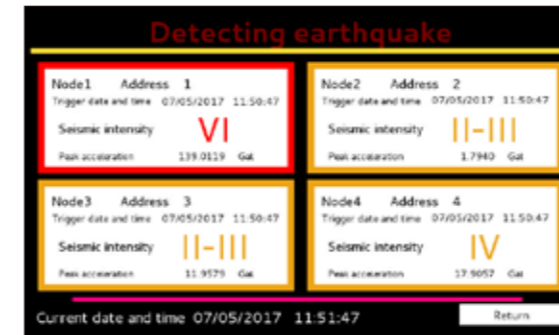 Detecting earthquake
Node1 Address 1
Trigger date and time 07/05/2017 11:50:47
Seismic intensity VI
Peak acceleration 139.0119 Gal
Node2 Address 2
Trigger date and time 07/05/2017 11:50:47
Seismic intensity II-III
Peak acceleration 1.7940 Gal
Node3 Address 3
Trigger date and time 07/05/2017 11:50:47
Seismic intensity II-III
Peak acceleration 11.9579 Gal
Node4 Address 4
Trigger date and time 07/05/2017 11:50:47
Seismic intensity IV
Peak acceleration 17.9057 Gal
Current date and time 07/05/2017 11:51:47
Return